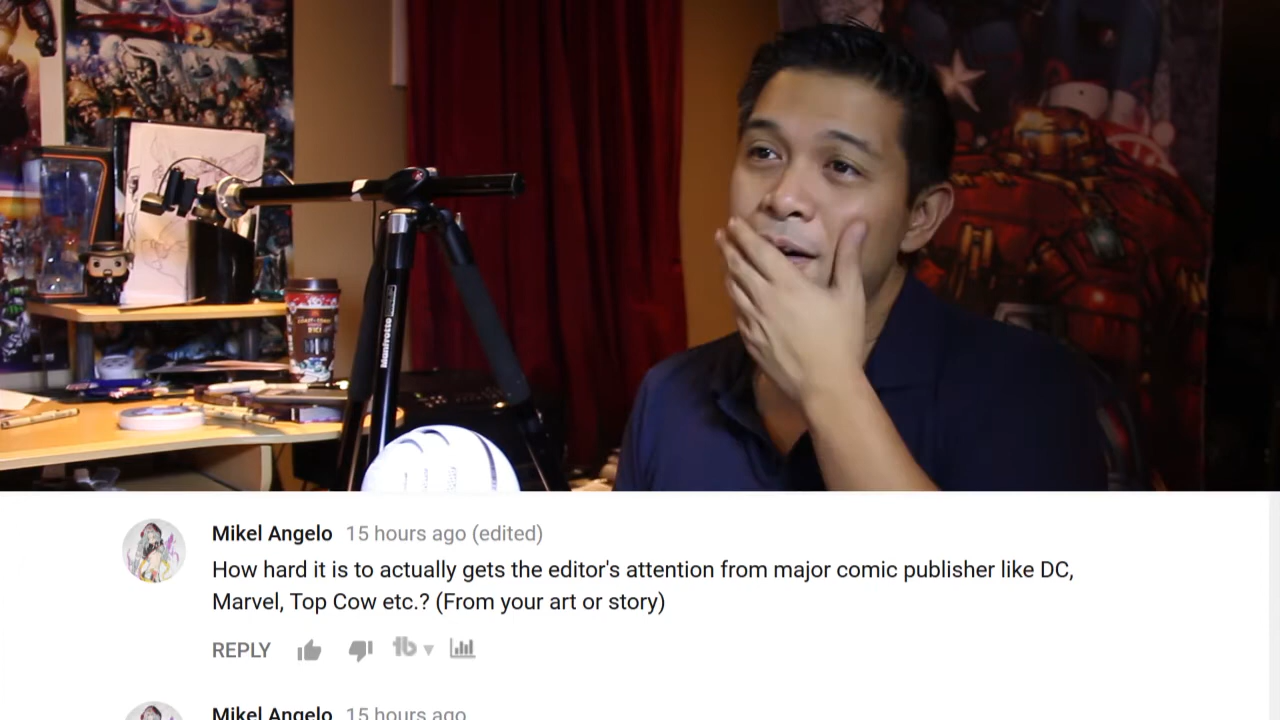 Manfrotto
Mikel Angelo 15 hours ago (edited)
How hard it is to actually gets the editor's attention from major comic publisher like DC,
Marvel, Top Cow etc.? (From your art or story)
REPLY
Mikel Angelo 15 hours ago